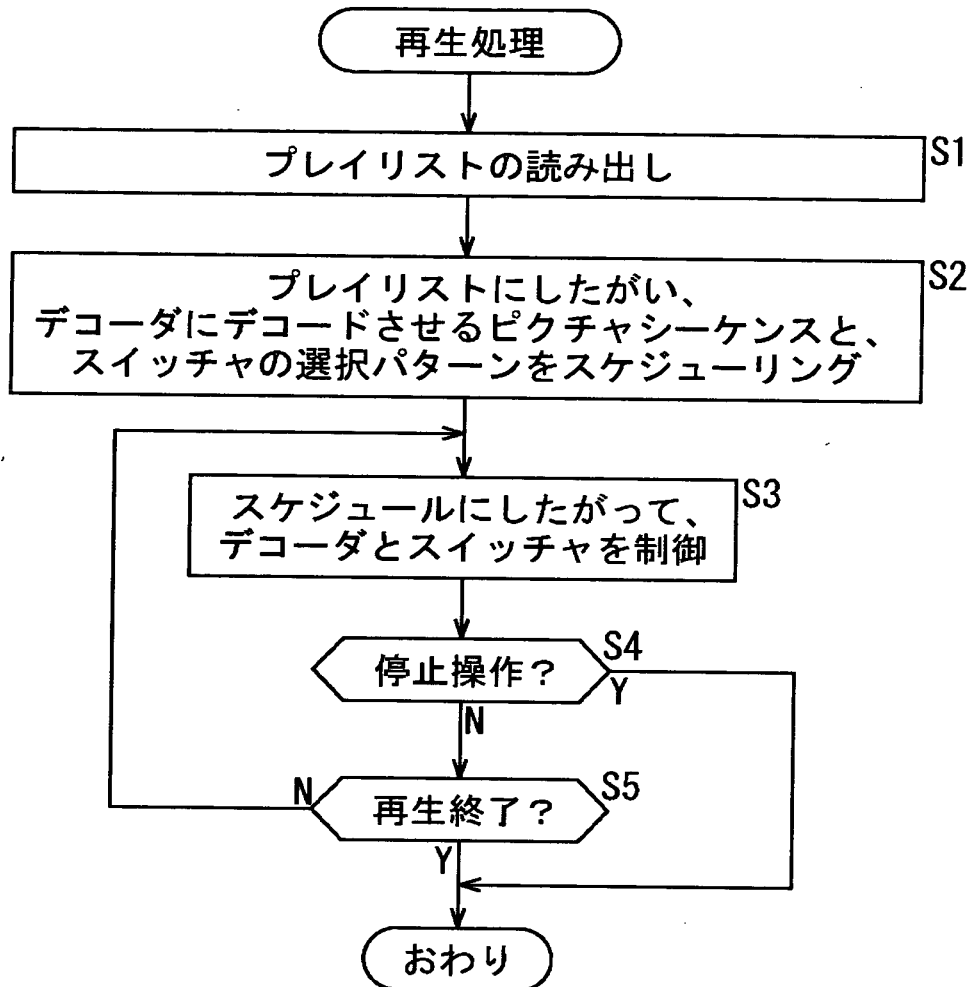 再生処理
プレイリストの読み出し
S1
プレイリストにしたがい、
デコーダにデコードさせるピクチャシーケンスと、
スイッチャの選択パターンをスケジューリング
S2
スケジュールにしたがって、
デコーダとスイッチャを制御
S3
停止操作？
S4
Y
N
再生終了？
S5
N
Y
おわり